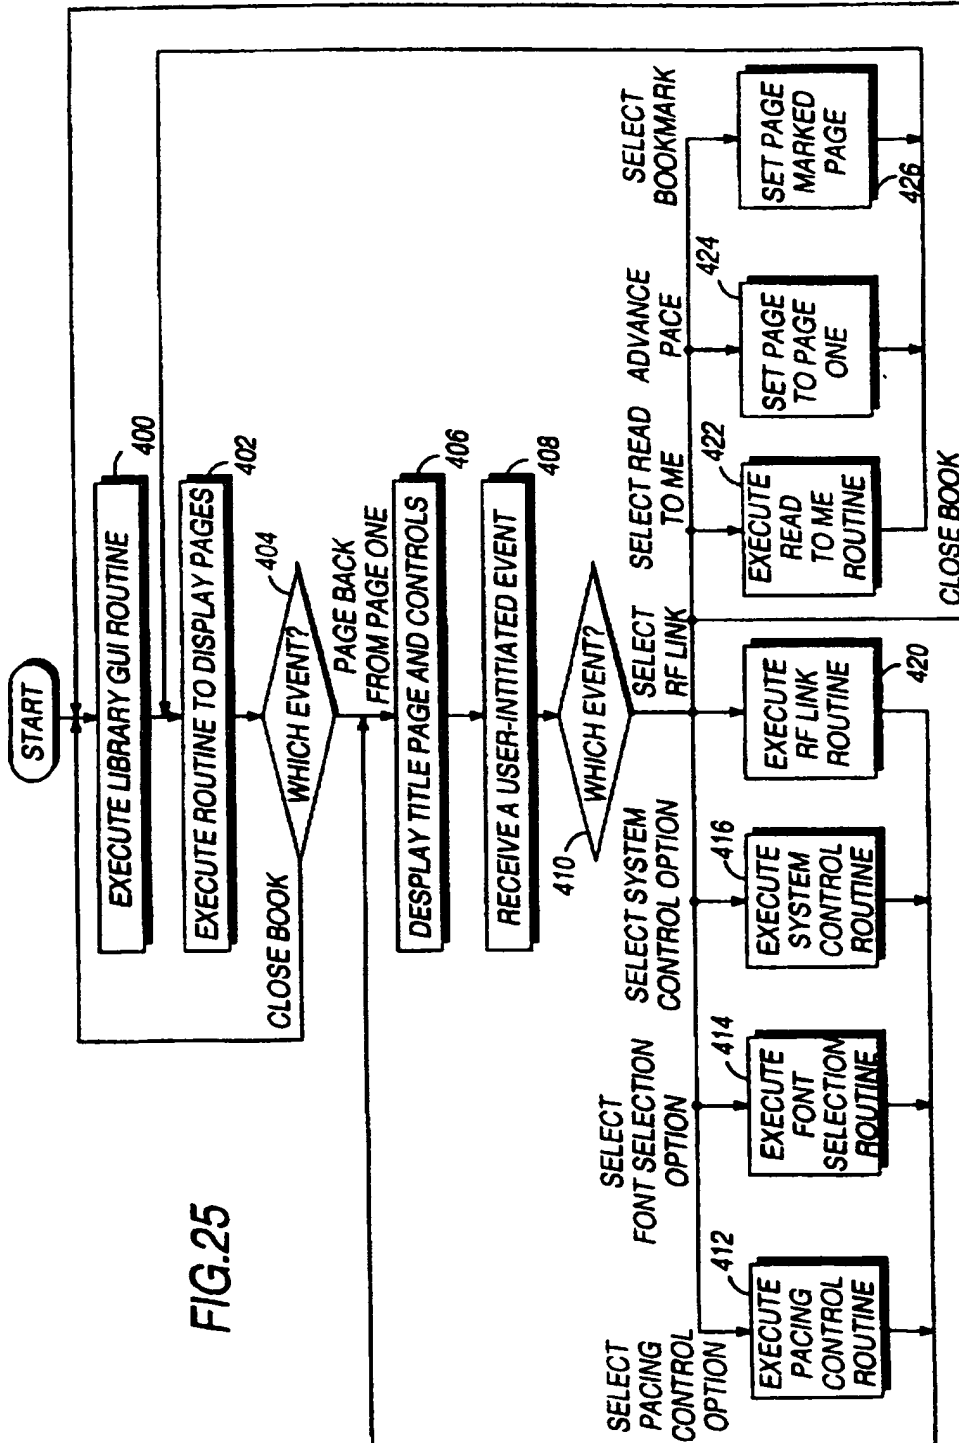 START
EXECUTE LIBRARY GUI ROUTINE
400
EXECUTE ROUTINE TO DISPLAY PAGES
402
WHICH EVENT?
404
CLOSE BOOK
PAGE BACK
FROM PAGE ONE
DESPLAY TITLE PAGE AND CONTROLS
406
RECEIVE A USER-INTITIATED EVENT
408
WHICH EVENT?
410
SELECT
PACING
CONTROL
OPTION
SELECT
FONT SELECTION
OPTION
SELECT SYSTEM
CONTROL OPTION
SELECT
RF LINK
SELECT READ
TO ME
ADVANCE
PACE
SELECT
BOOKMARK
412
EXECUTE
PACING
CONTROL
ROUTINE
414
EXECUTE
FONT
SELECTION
ROUTINE
416
EXECUTE
SYSTEM
CONTROL
ROUTINE
EXECUTE
RF LINK
ROUTINE
420
422
EXECUTE
READ
TO ME
ROUTINE
424
SET PAGE
TO PAGE
ONE
SET PAGE
MARKED
PAGE
426
CLOSE BOOK
FIG.25